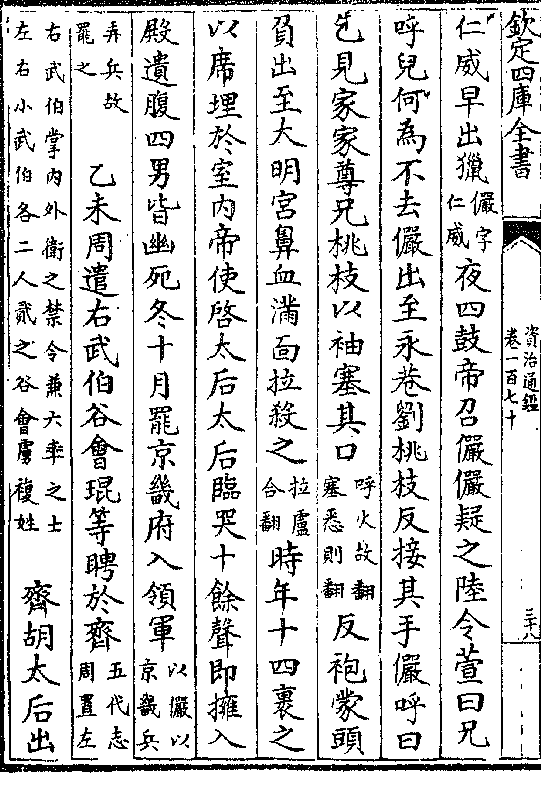 欽定四庫全書
資治通鑑
卷一百七十
三十八
仁威早出獵儼字仁威夜四鼓帝召儼儼疑之陸令萱曰兄
呼兒何為不去儼出至永巷劉桃枝反接其手儼呼曰
乞見家家尊兄桃枝以袖塞其口呼火故翻塞悉則翻反袍蒙頭
負出至大明宮鼻血滿面拉殺之拉盧合翻時年十四裹之
以席埋於室内帝使啓太后太后臨哭十餘聲即擁入
殿遺腹四男皆幽死冬十月罷京畿府入領軍以儼以京畿兵
弄兵故罷之乙未周遣右武伯谷會琨等聘於齊五代志周置左
右武伯掌内外衛之禁令兼六率之士左右小武伯各二人貳之谷會虜複姓齊胡太后出